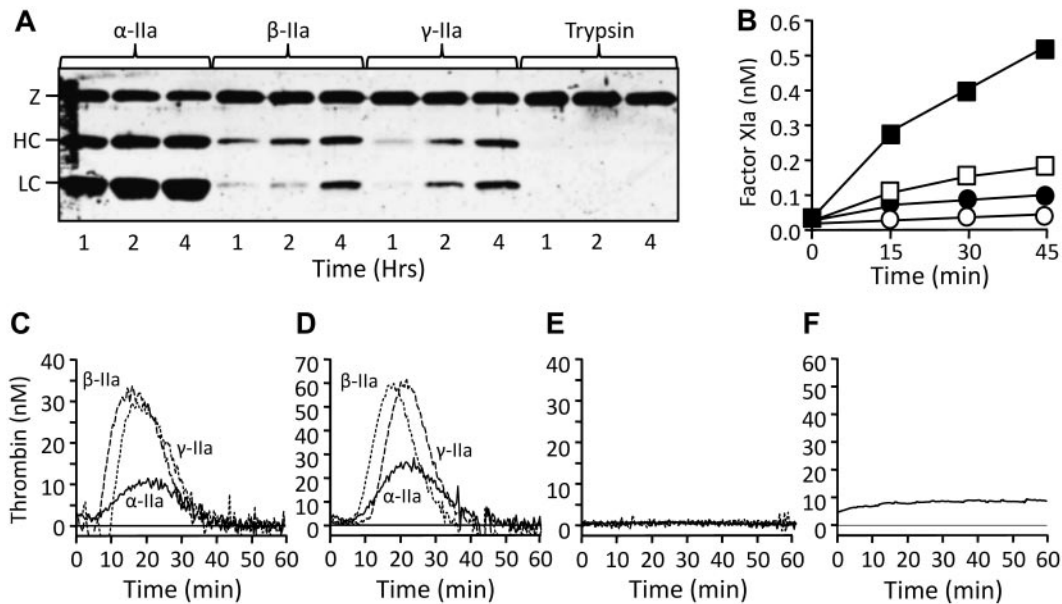 A
α-IIa β-IIa γ-IIa Trypsin
Z
HC
LC
1 2 4 1 2 4 1 2 4 1 2 4
Time (Hrs)
B
Factor XIa (nM)
0.6
0.5
0.4
0.3
0.2
0.1
0.0
0 15 30 45
Time (min)
C
Thrombin (nM)
40
30
20
10
0
β-IIa
γ-IIa
α-IIa
0 10 20 30 40 50 60
Time (min)
D
70
60
50
40
30
20
10
0
β-IIa
γ-IIa
α-IIa
0 10 20 30 40 50 60
Time (min)
E
40
30
20
10
0
0 10 20 30 40 50 60
Time (min)
F
60
50
40
30
20
10
0
0 10 20 30 40 50 60
Time (min)